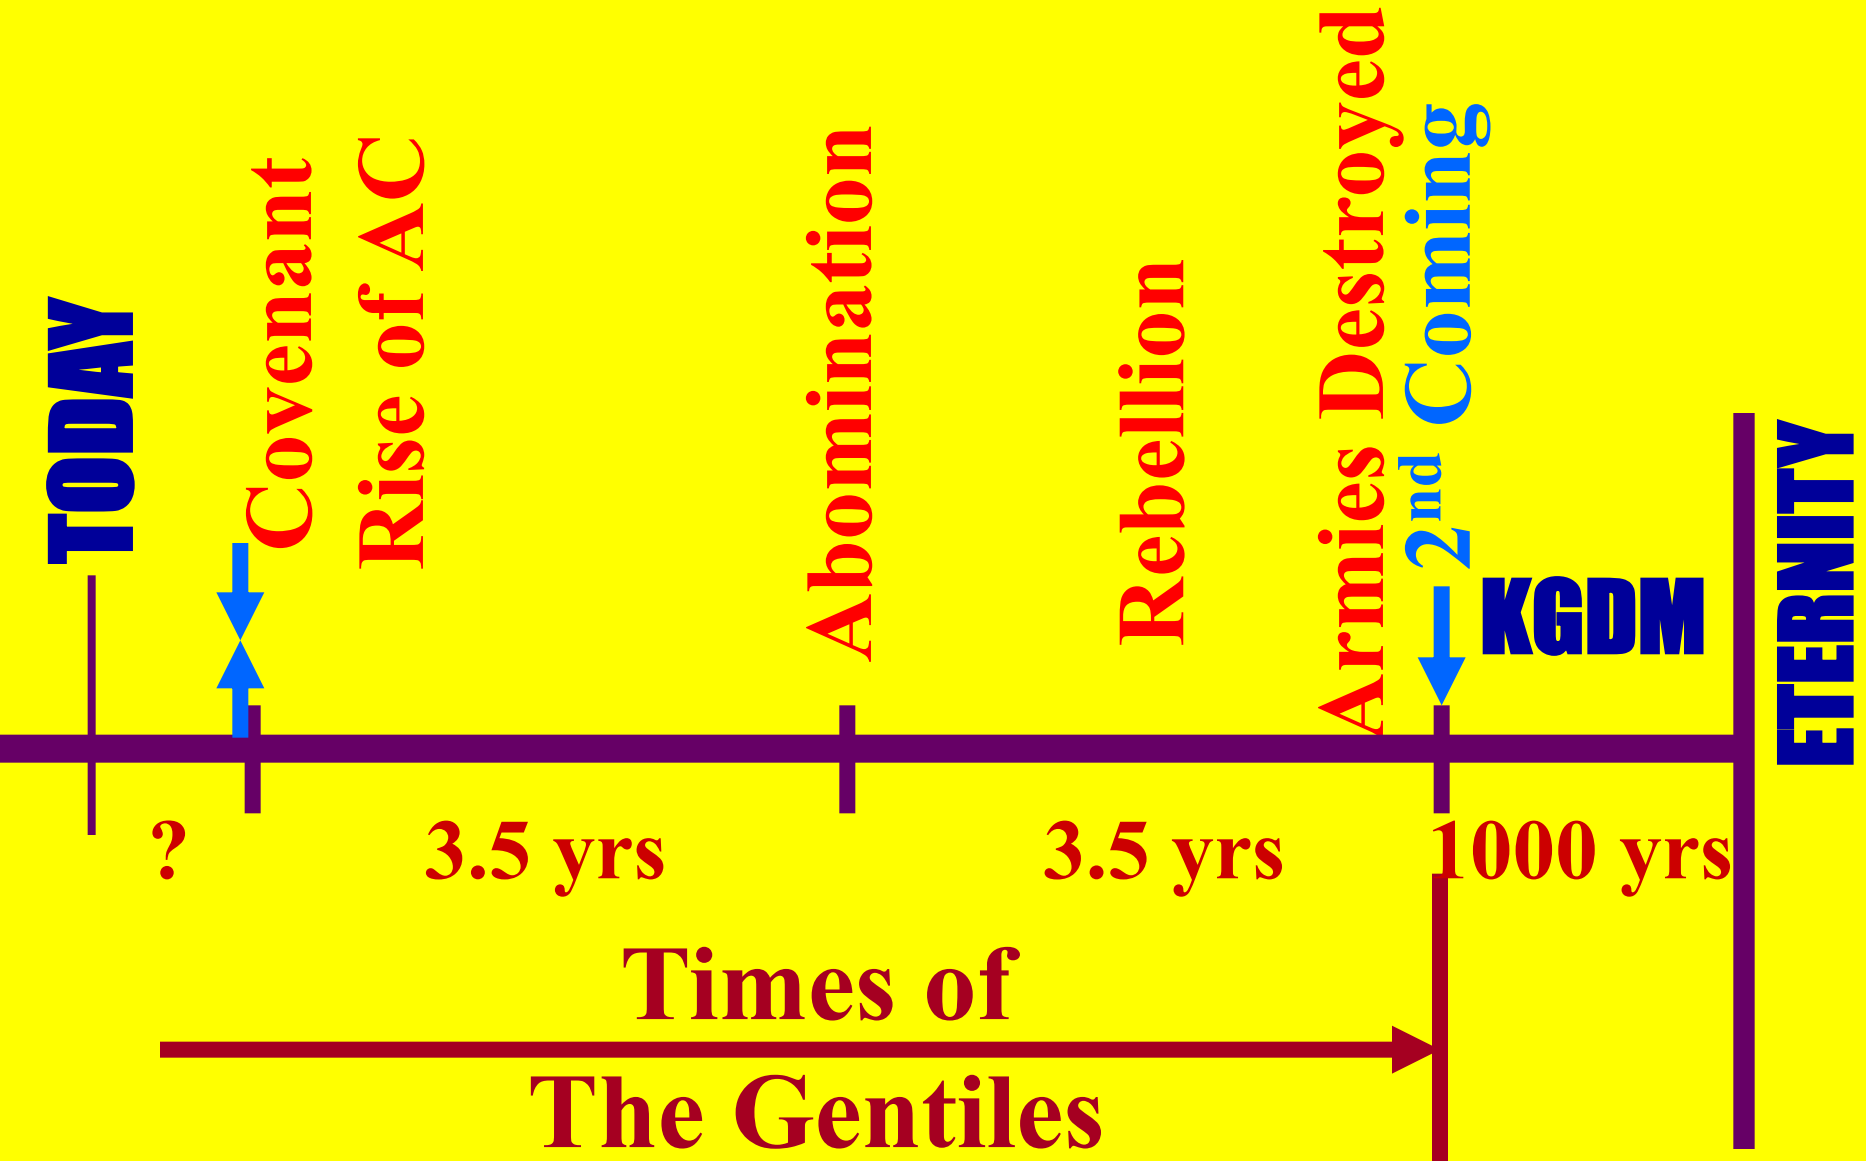 TODAY
Covenant
Rise of AC
Abomination
Rebellion
Armies Destroyed
2nd Coming
KGDM
ETERNITY
?
3.5 yrs
3.5 yrs
1000 yrs
Times of
The Gentiles